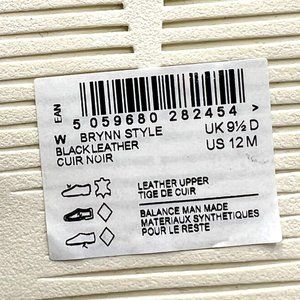 EAN
5 059680 282454 >
W BRYNN STYLE UK 9½ D
BLACK LEATHER US 12 M
CUIR NOIR
LEATHER UPPER
TIGE DE CUIR
BALANCE MAN MADE
MATERIAUX SYNTHÉTIQUES
POUR LE RESTE